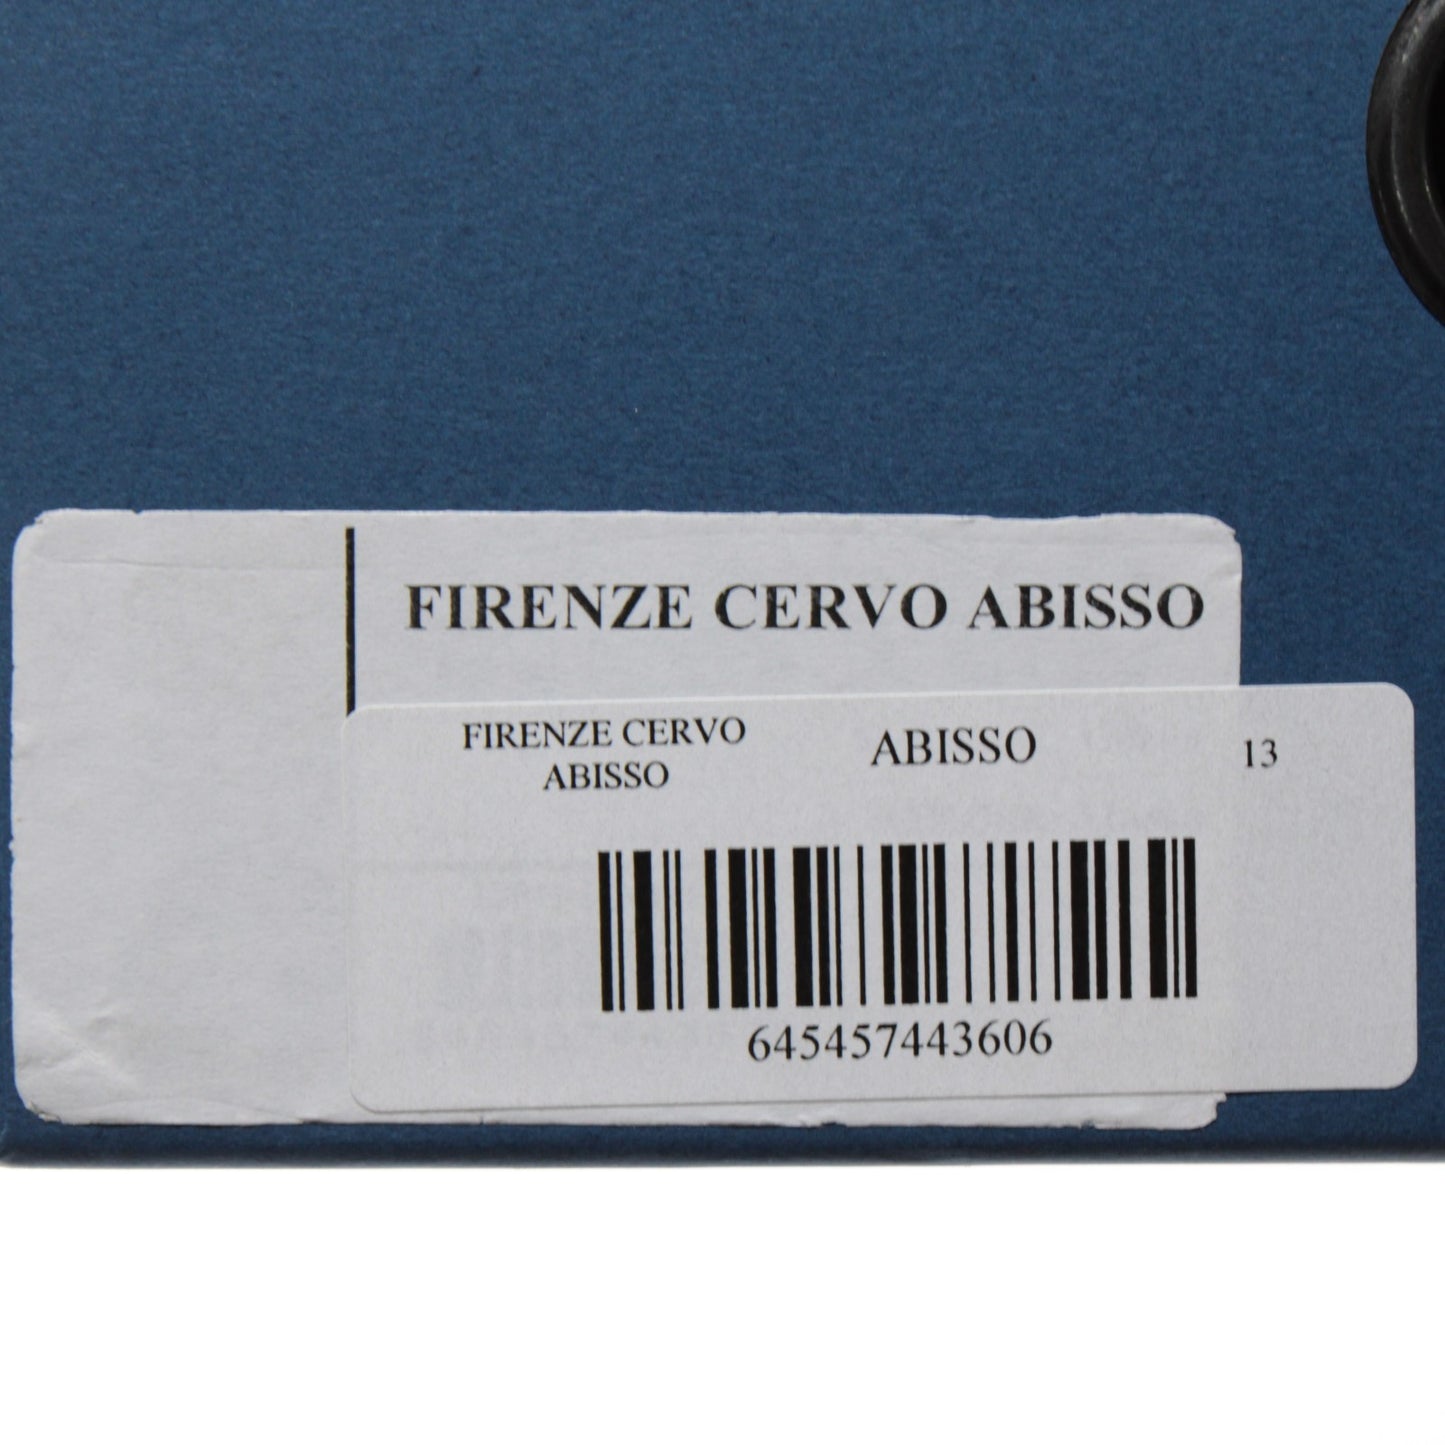 FIRENZE CERVO ABISSO
FIRENZE CERVO
ABISSO
ABISSO
13
645457443606